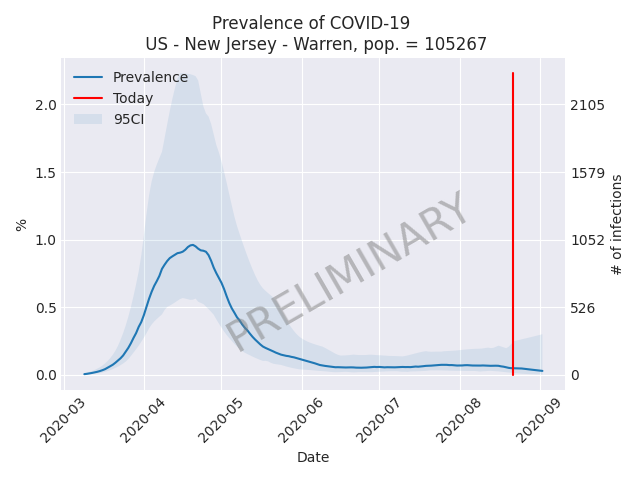 Prevalence of COVID-19
US - New Jersey - Warren, pop. = 105267
Prevalence
Today
95CI
2.0
1.5
1.0
0.5
0.0
%
2105
1579
1052
526
0
# of infections
PRELIMINARY
2020-03
2020-04
2020-05
2020-06
2020-07
2020-08
2020-09
Date